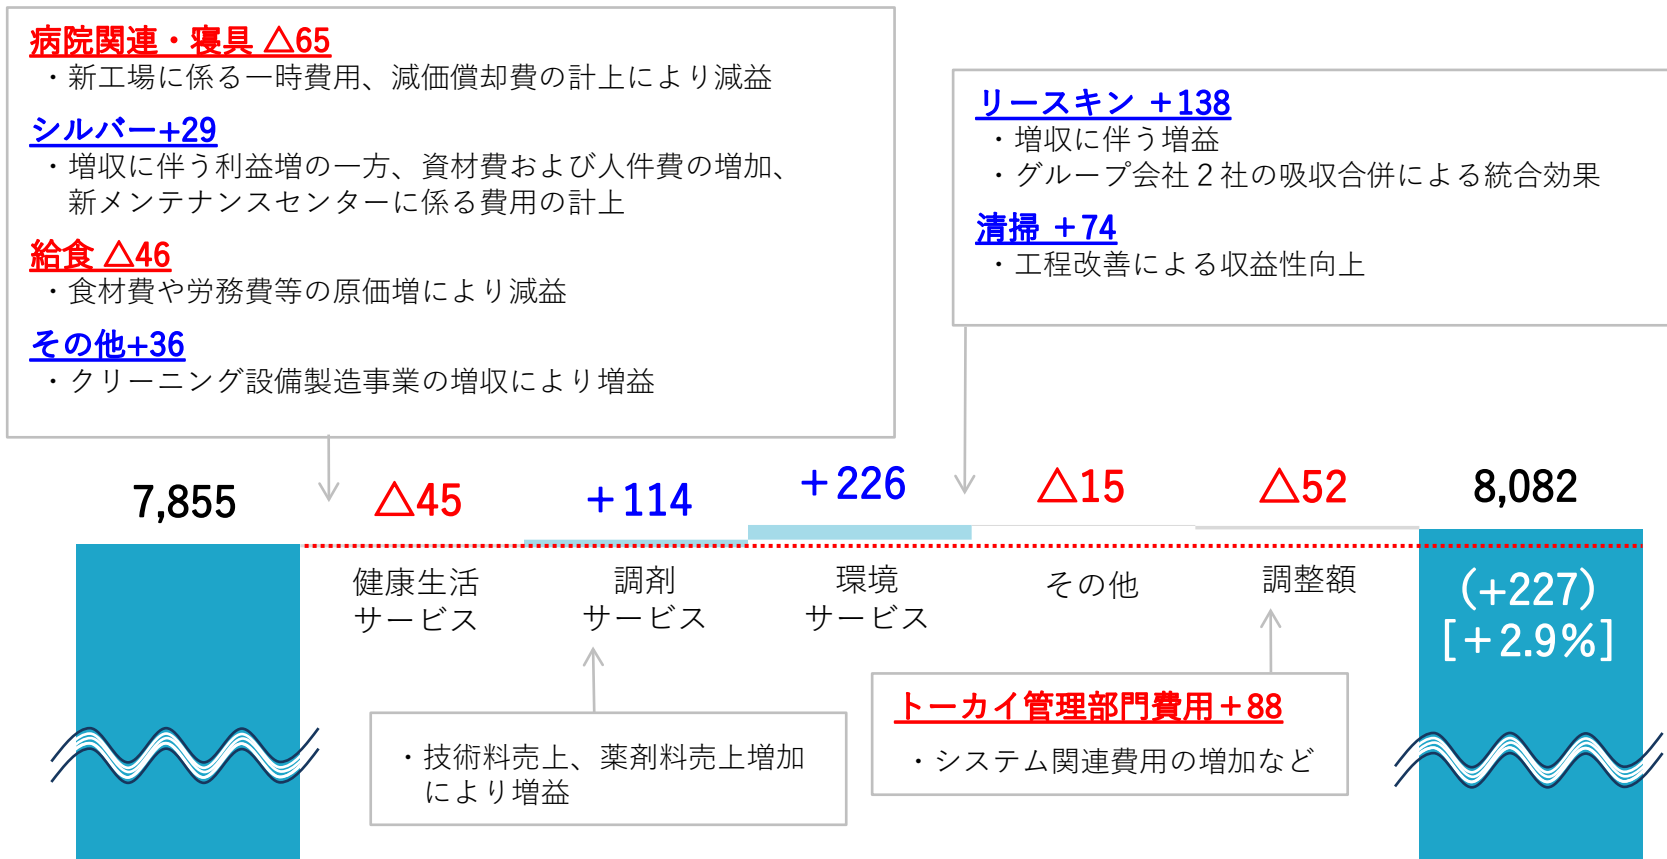 病院関連・寝具 △65
・新工場に係る一時費用、減価償却費の計上により減益
シルバー+29
・増収に伴う利益増の一方、資材費および人件費の増加、
新メンテナンスセンターに係る費用の計上
給食 △46
・食材費や労務費等の原価増により減益
その他+36
・クリーニング設備製造事業の増収により増益
リースキン ＋138
・増収に伴う増益
・グループ会社２社の吸収合併による統合効果
清掃 ＋74
・工程改善による収益性向上
7,855
△45
＋114
＋226
△15
△52
8,082
健康生活
サービス
調剤
サービス
環境
サービス
その他
調整額
(+227)
[＋2.9%]
・技術料売上、薬剤料売上増加
により増益
トーカイ管理部門費用＋88
・システム関連費用の増加など